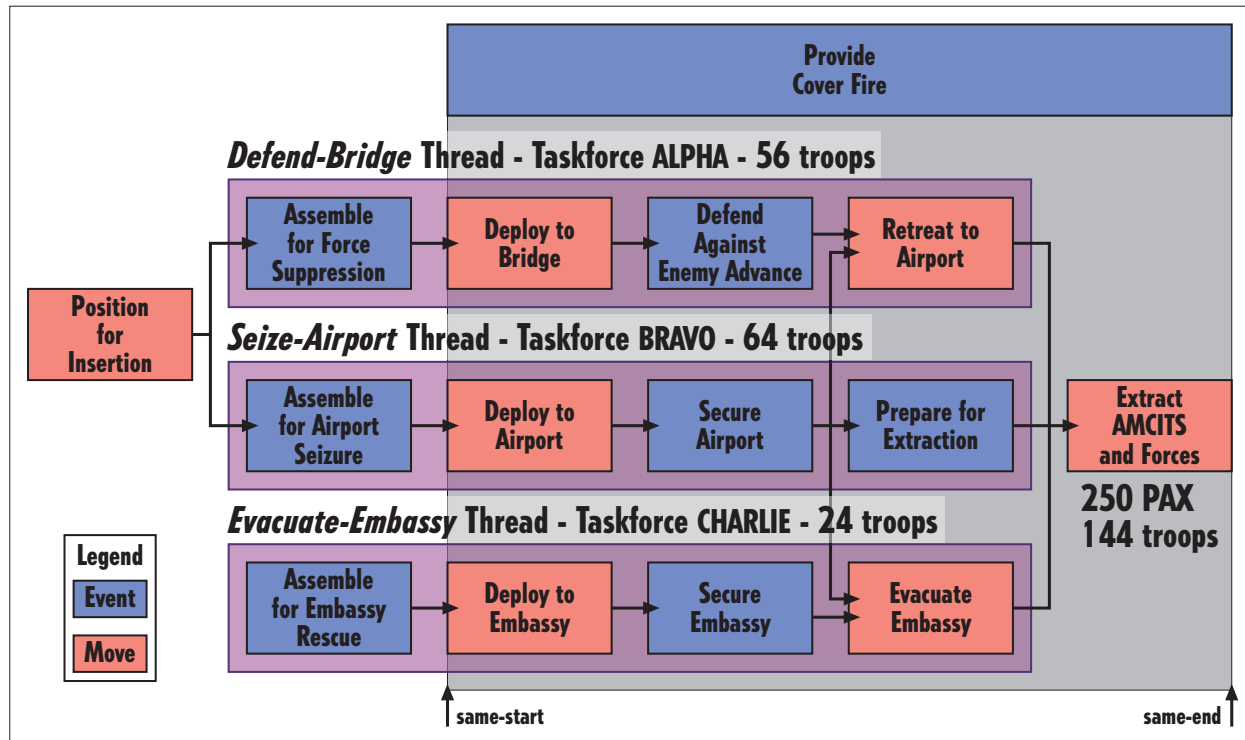 Provide
Cover Fire
Defend-Bridge Thread - Taskforce ALPHA - 56 troops
Assemble
for Force
Suppression
Deploy to
Bridge
Defend
Against
Enemy Advance
Retreat to
Airport
Position
for
Insertion
Seize-Airport Thread - Taskforce BRAVO - 64 troops
Assemble
for Airport
Seizure
Deploy to
Airport
Secure
Airport
Prepare for
Extraction
Extract
AMCITS
and Forces
250 PAX
144 troops
Evacuate-Embassy Thread - Taskforce CHARLIE - 24 troops
Assemble
for Embassy
Rescue
Deploy to
Embassy
Secure
Embassy
Evacuate
Embassy
Legend
Event
Move
same-start
same-end